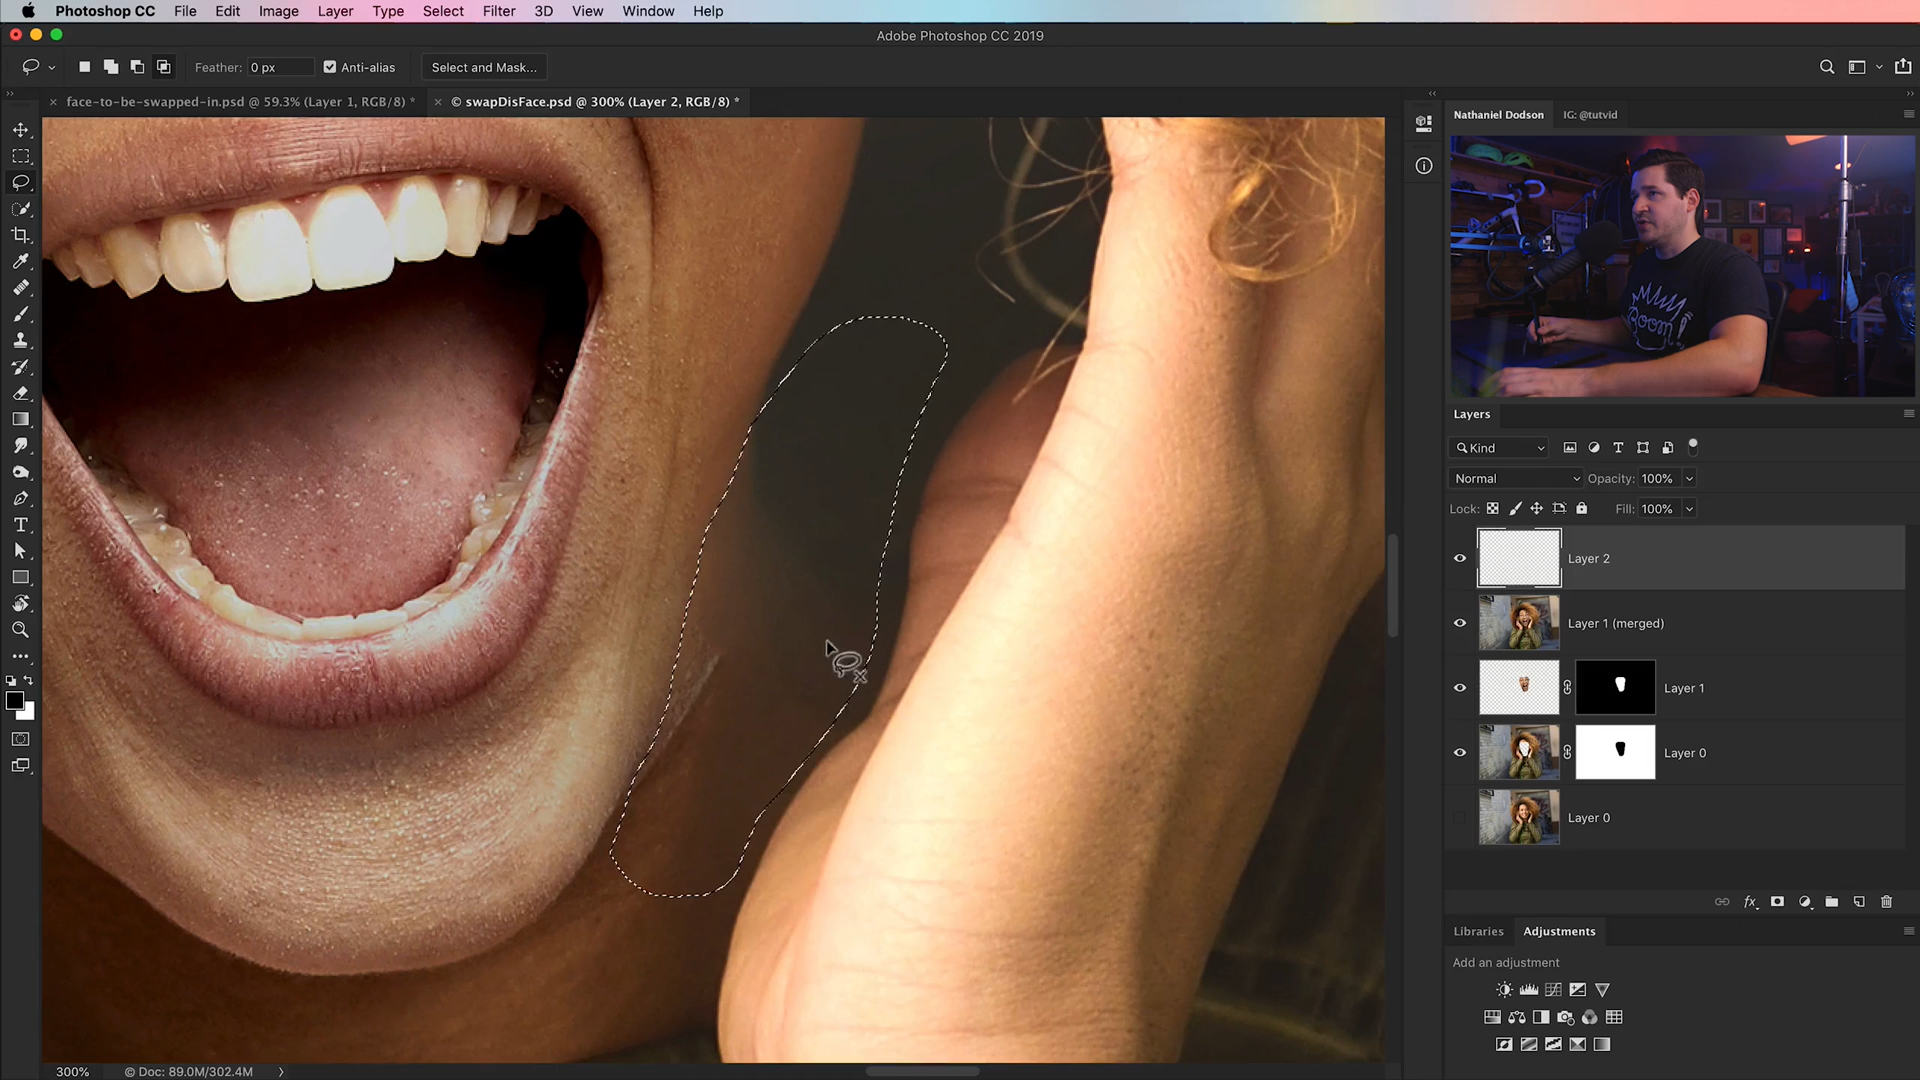 Photoshop CC File Edit Image Layer Type Select Filter 3D View Window Help
Adobe Photoshop CC 2019
Feather: 0 px Anti-alias Select and Mask...
face-to-be-swapped-in.psd @ 59.3% (Layer 1, RGB/8) * © swapDisFace.psd @ 300% (Layer 2, RGB/8) *
Nathaniel Dodson IG: @tutvid
Boom!
Layers
Kind
Normal Opacity: 100%
Lock: Fill: 100%
Layer 2
Layer 1 (merged)
Layer 1
Layer 0
Layer 0
fx
Libraries Adjustments
Add an adjustment
300% © Doc: 89.0M/302.4M